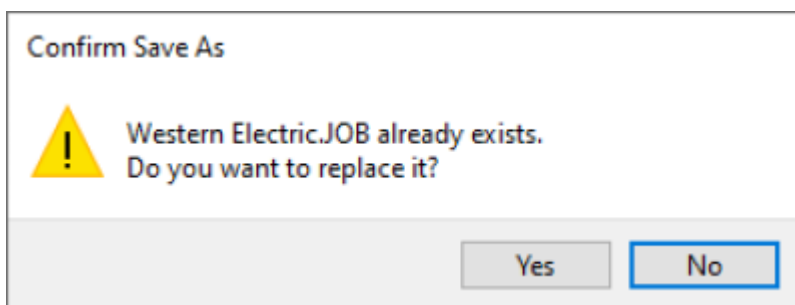 Confirm Save As
!
Western Electric.JOB already exists.
Do you want to replace it?
Yes
No